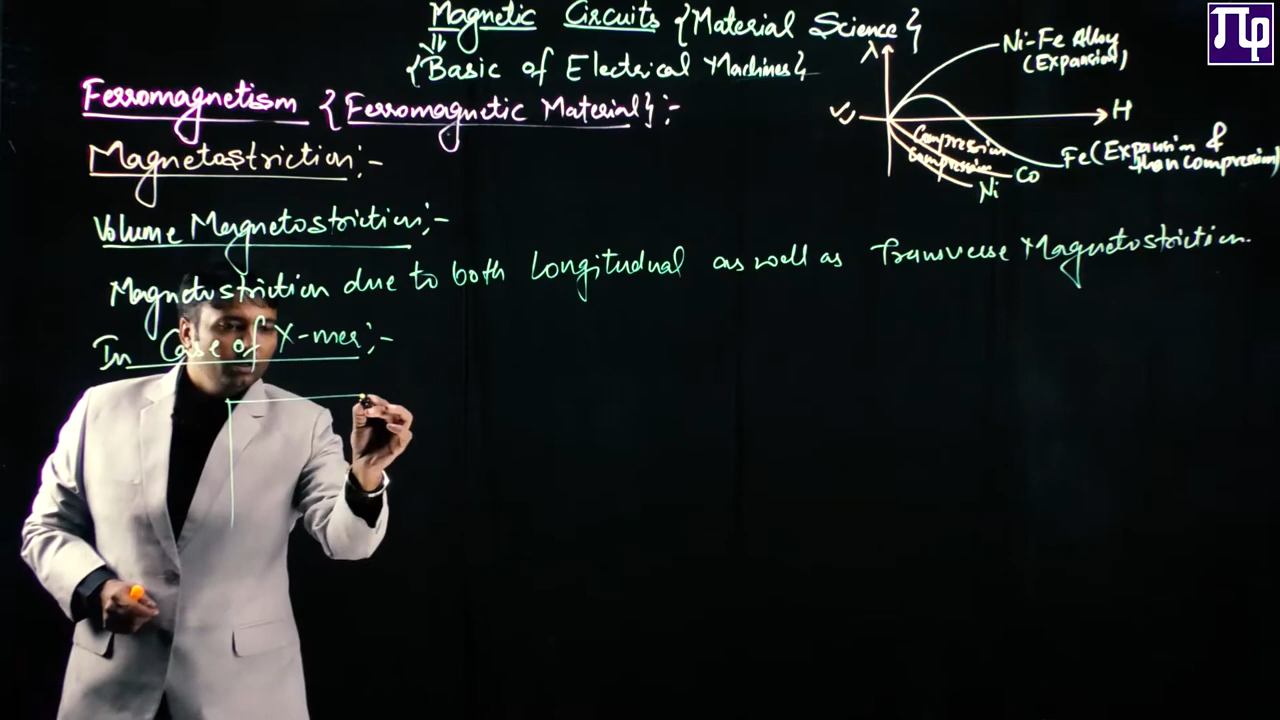 Magnetic Circuits {Material Science}
{Basic of Electrical Machines}
Ferromagnetism {Ferromagnetic Material}:-
Magnetostriction:-
Volume Magnetostriction:-
Magnetostriction due to both Longitudual as well as Transverse Magnetostriction.
In Case of X-mer:-
λ
Ni-Fe Alloy
(Expansion)
H
Compression
Compression
Fe (Expansion &
then compression)
Co
Ni
Πφ